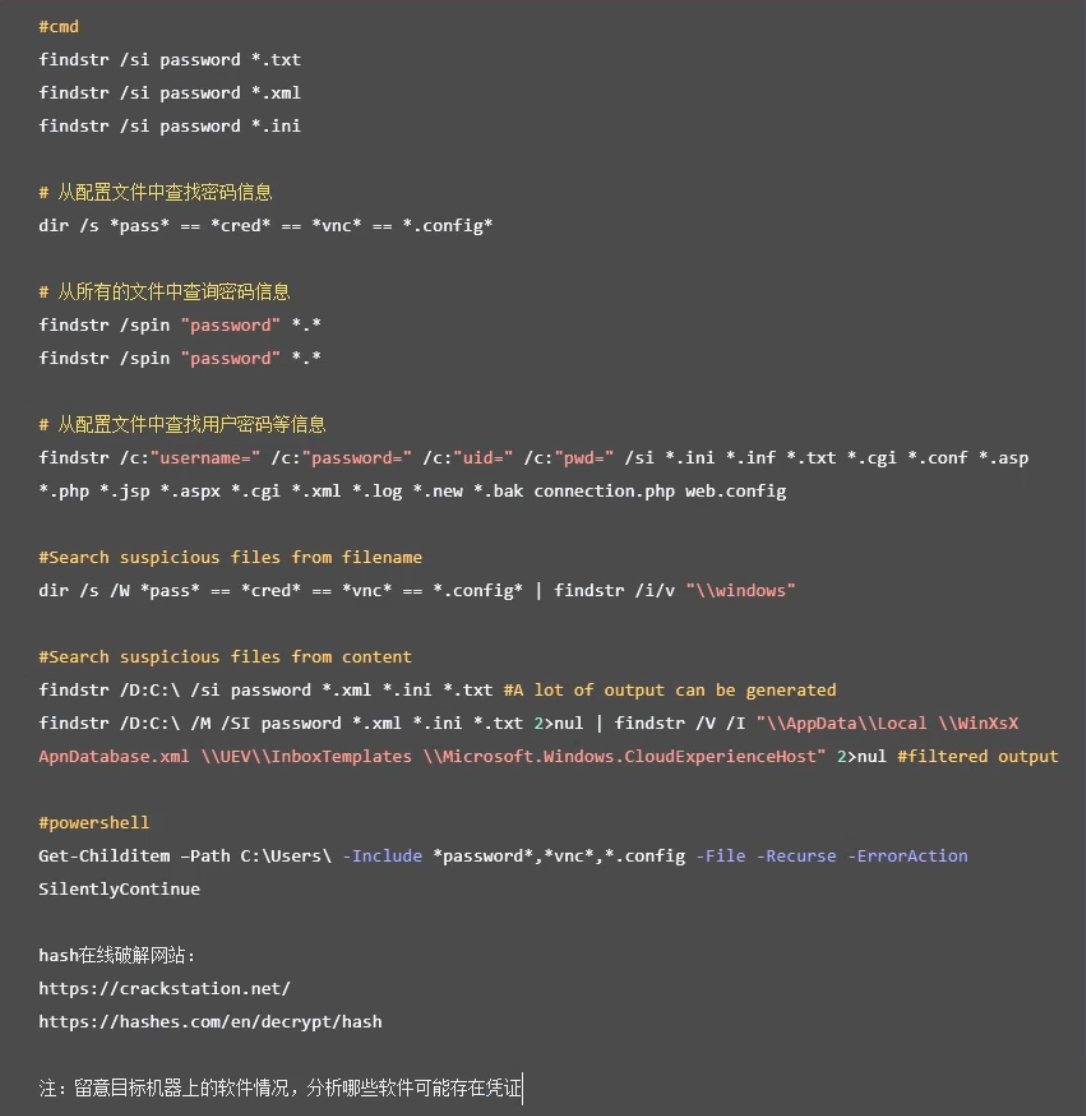 #cmd
findstr /si password *.txt
findstr /si password *.xml
findstr /si password *.ini
# 从配置文件中查找密码信息
dir /s *pass* == *cred* == *vnc* == *.config*
# 从所有的文件中查询密码信息
findstr /spin "password" *.*
findstr /spin "password" *.*
# 从配置文件中查找用户密码等信息
findstr /c:"username=" /c:"password=" /c:"uid=" /c:"pwd=" /si *.ini *.inf *.txt *.cgi *.conf *.asp
*.php *.jsp *.aspx *.cgi *.xml *.log *.new *.bak connection.php web.config
#Search suspicious files from filename
dir /s /W *pass* == *cred* == *vnc* == *.config* | findstr /i/v "\\windows"
#Search suspicious files from content
findstr /D:C:\ /si password *.xml *.ini *.txt #A lot of output can be generated
findstr /D:C:\ /M /SI password *.xml *.ini *.txt 2>nul | findstr /V /I "\\AppData\\Local \\WinXsX
ApnDatabase.xml \\UEV\\InboxTemplates \\Microsoft.Windows.CloudExperienceHost" 2>nul #filtered output
#powershell
Get-Childitem –Path C:\Users\ -Include *password*,*vnc*,*.config -File -Recurse -ErrorAction
SilentlyContinue
hash在线破解网站：
https://crackstation.net/
https://hashes.com/en/decrypt/hash
注：留意目标机器上的软件情况，分析哪些软件可能存在凭证